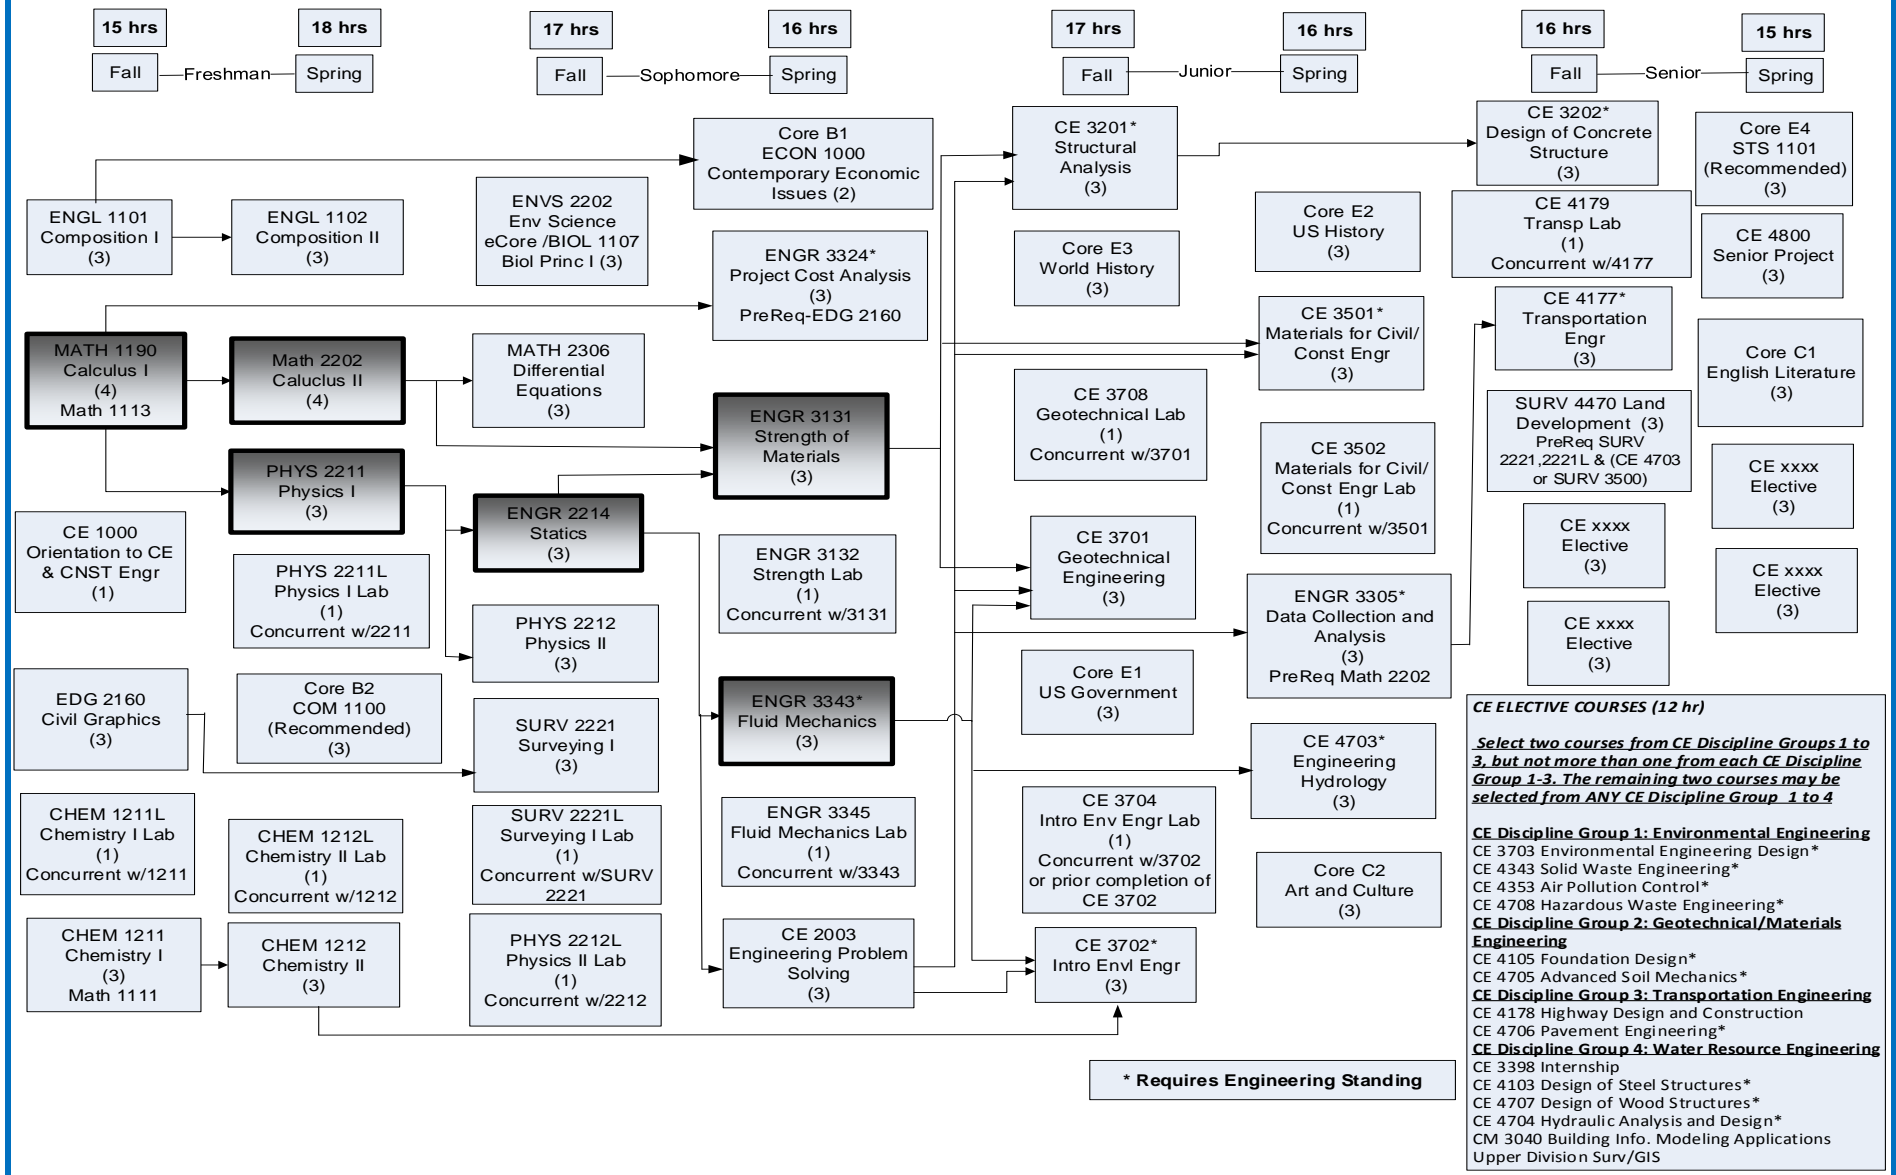 15 hrs
18 hrs
17 hrs
16 hrs
17 hrs
16 hrs
16 hrs
15 hrs
Fall
Freshman
Spring
Fall
Sophomore
Spring
Fall
Junior
Spring
Fall
Senior
Spring
ENGL 1101
Composition I
(3)
MATH 1190
Calculus I
(4)
Math 1113
CE 1000
Orientation to CE
& CNST Engr
(1)
EDG 2160
Civil Graphics
(3)
CHEM 1211L
Chemistry I Lab
(1)
Concurrent w/1211
CHEM 1211
Chemistry I
(3)
Math 1111
ENGL 1102
Composition II
(3)
Math 2202
Caluclus II
(4)
PHYS 2211
Physics I
(3)
PHYS 2211L
Physics I Lab
(1)
Concurrent w/2211
Core B2
COM 1100
(Recommended)
(3)
CHEM 1212L
Chemistry II Lab
(1)
Concurrent w/1212
CHEM 1212
Chemistry II
(3)
ENVS 2202
Env Science
eCore /BIOL 1107
Biol Princ I (3)
MATH 2306
Differential
Equations
(3)
ENGR 2214
Statics
(3)
PHYS 2212
Physics II
(3)
SURV 2221
Surveying I
(3)
SURV 2221L
Surveying I Lab
(1)
Concurrent w/SURV
2221
PHYS 2212L
Physics II Lab
(1)
Concurrent w/2212
Core B1
ECON 1000
Contemporary Economic
Issues (2)
ENGR 3324*
Project Cost Analysis
(3)
PreReq-EDG 2160
ENGR 3131
Strength of
Materials
(3)
ENGR 3132
Strength Lab
(1)
Concurrent w/3131
ENGR 3343*
Fluid Mechanics
(3)
ENGR 3345
Fluid Mechanics Lab
(1)
Concurrent w/3343
CE 2003
Engineering Problem
Solving
(3)
CE 3201*
Structural
Analysis
(3)
Core E3
World History
(3)
CE 3708
Geotechnical Lab
(1)
Concurrent w/3701
CE 3701
Geotechnical
Engineering
(3)
Core E1
US Government
(3)
CE 3704
Intro Env Engr Lab
(1)
Concurrent w/3702
or prior completion of
CE 3702
CE 3702*
Intro Envl Engr
(3)
Core E2
US History
(3)
CE 3501*
Materials for Civil/
Const Engr
(3)
CE 3502
Materials for Civil/
Const Engr Lab
(1)
Concurrent w/3501
ENGR 3305*
Data Collection and
Analysis
(3)
PreReq Math 2202
CE 4703*
Engineering
Hydrology
(3)
Core C2
Art and Culture
(3)
* Requires Engineering Standing
CE 3202*
Design of Concrete
Structure
(3)
CE 4179
Transp Lab
(1)
Concurrent w/4177
CE 4177*
Transportation
Engr
(3)
SURV 4470 Land
Development (3)
PreReq SURV
2221,2221L & (CE 4703
or SURV 3500)
CE xxxx
Elective
(3)
CE xxxx
Elective
(3)
Core E4
STS 1101
(Recommended)
(3)
CE 4800
Senior Project
(3)
Core C1
English Literature
(3)
CE xxxx
Elective
(3)
CE xxxx
Elective
(3)
CE ELECTIVE COURSES (12 hr)
Select two courses from CE Discipline Groups 1 to
3, but not more than one from each CE Discipline
Group 1-3. The remaining two courses may be
selected from ANY CE Discipline Group 1 to 4
CE Discipline Group 1: Environmental Engineering
CE 3703 Environmental Engineering Design*
CE 4343 Solid Waste Engineering*
CE 4353 Air Pollution Control*
CE 4708 Hazardous Waste Engineering*
CE Discipline Group 2: Geotechnical/Materials
Engineering
CE 4105 Foundation Design*
CE 4705 Advanced Soil Mechanics*
CE Discipline Group 3: Transportation Engineering
CE 4178 Highway Design and Construction
CE 4706 Pavement Engineering*
CE Discipline Group 4: Water Resource Engineering
CE 3398 Internship
CE 4103 Design of Steel Structures*
CE 4707 Design of Wood Structures*
CE 4704 Hydraulic Analysis and Design*
CM 3040 Building Info. Modeling Applications
Upper Division Surv/GIS